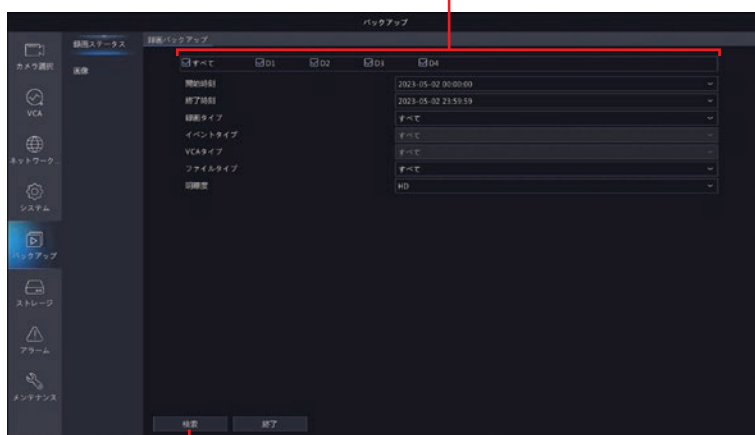 バックアップ
カメラ選択
VCA
ネットワーク...
システム
バックアップ
ストレージ
アラーム
メンテナンス
録画ステータス
画像
録画バックアップ
すべて D1 D2 D3 D4
開始時刻 2023-05-02 00:00:00
終了時刻 2023-05-02 23:59:59
録画タイプ すべて
イベントタイプ すべて
VCAタイプ すべて
ファイルタイプ すべて
明瞭度 HD
検索 終了